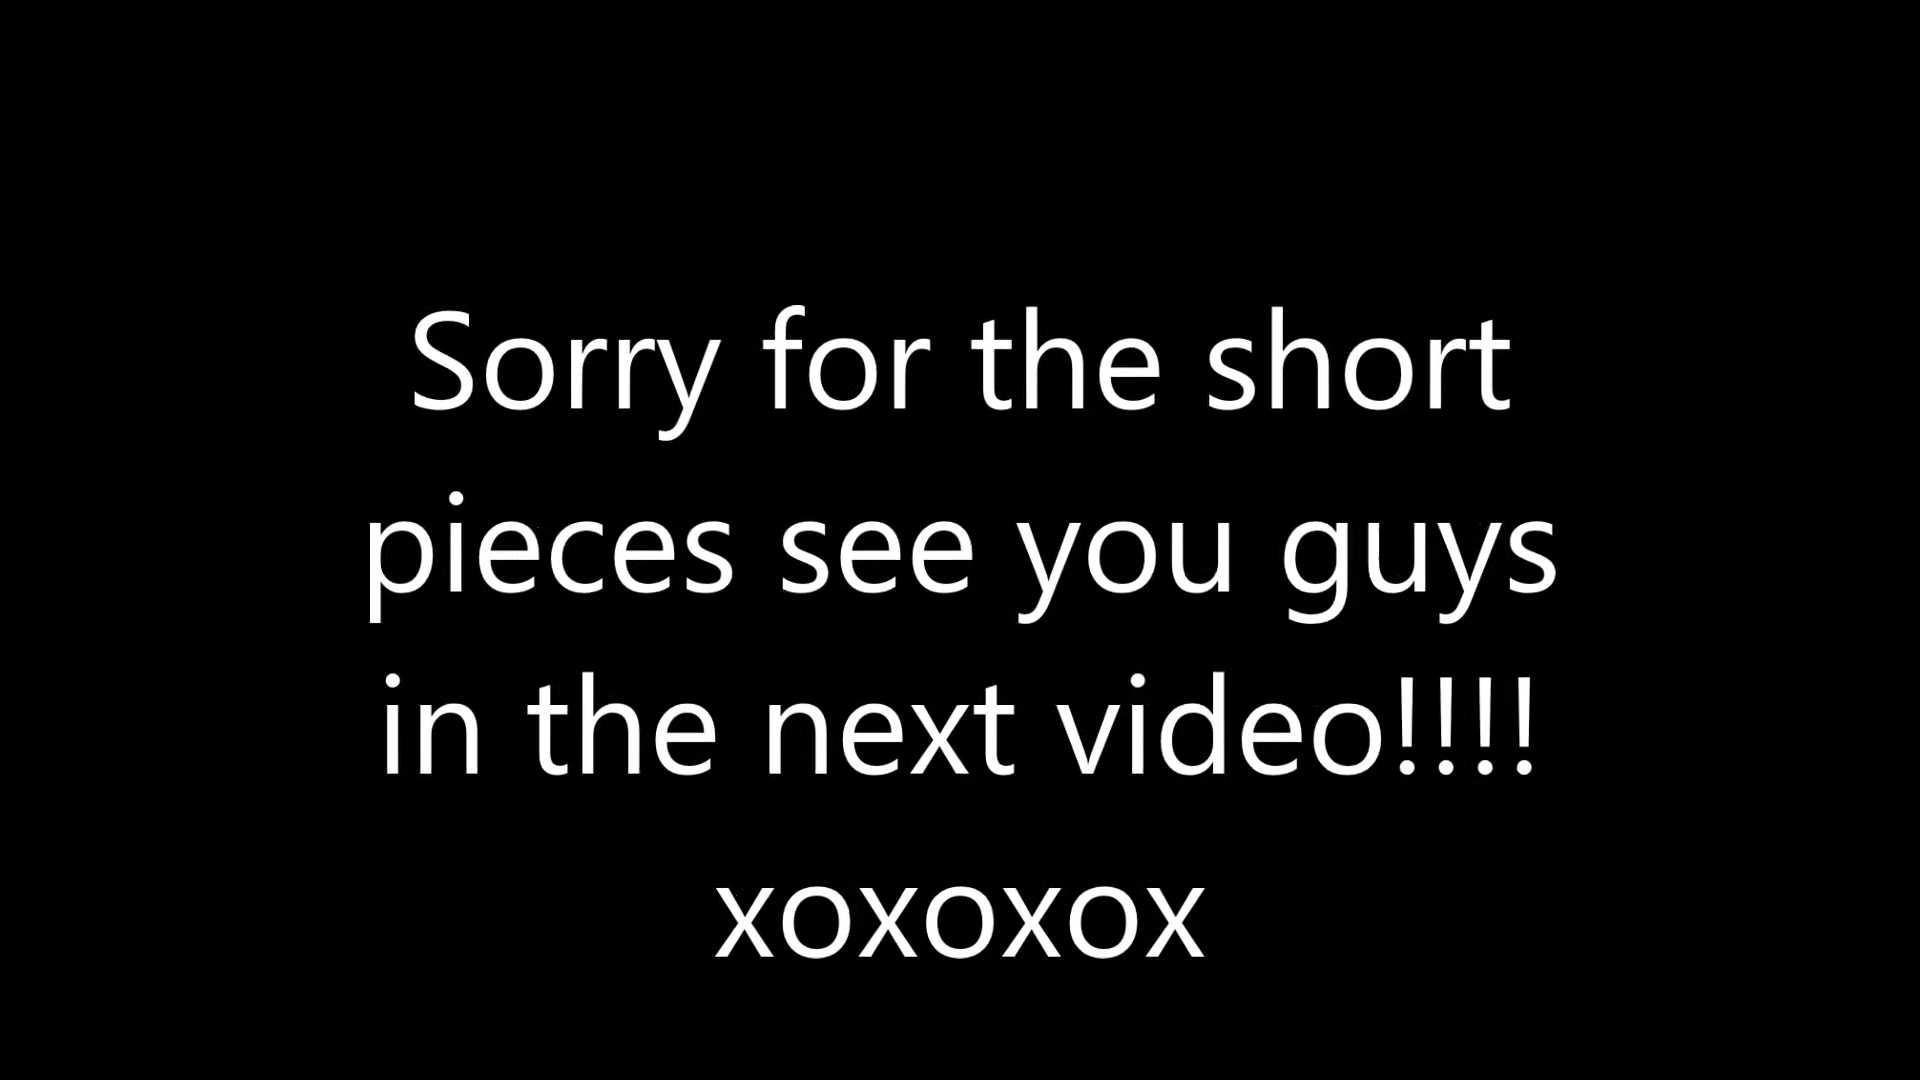 Sorry for the short
pieces see you guys
in the next video!!!!
xoxoxox